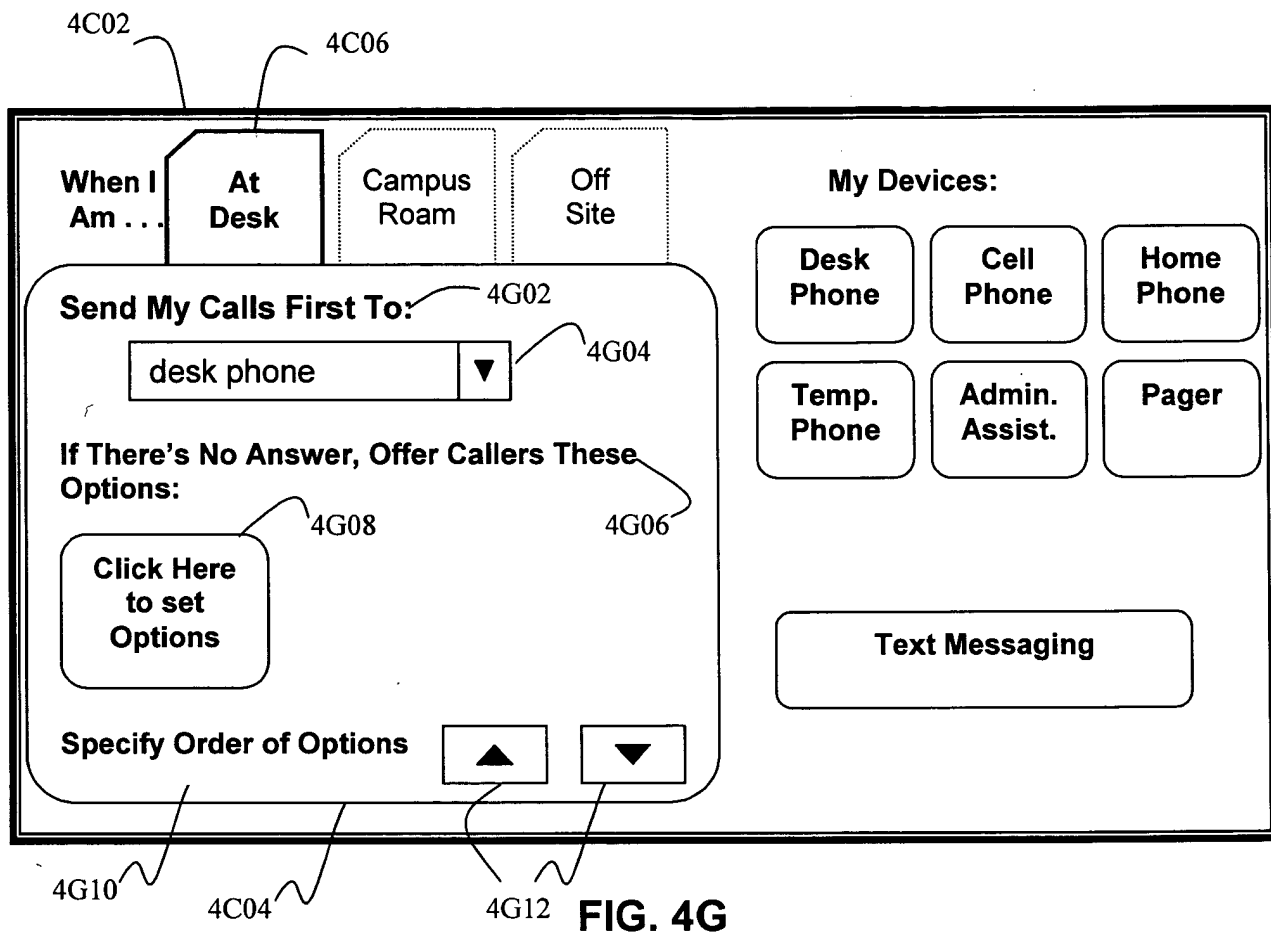 4C02
4C06
When I
Am . . .
At
Desk
Campus
Roam
Off
Site
My Devices:
Desk
Phone
Cell
Phone
Home
Phone
Send My Calls First To:
4G02
desk phone
4G04
Temp.
Phone
Admin.
Assist.
Pager
If There's No Answer, Offer Callers These
Options:
4G08
4G06
Click Here
to set
Options
Text Messaging
Specify Order of Options
4G10
4C04
4G12
FIG. 4G